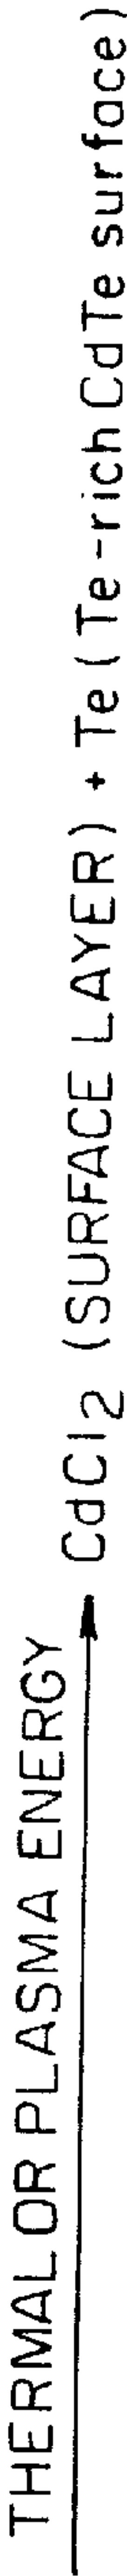 THERMAL OR PLASMA ENERGY
CdCl2 (SURFACE LAYER) + Te (Te-rich CdTe surface)